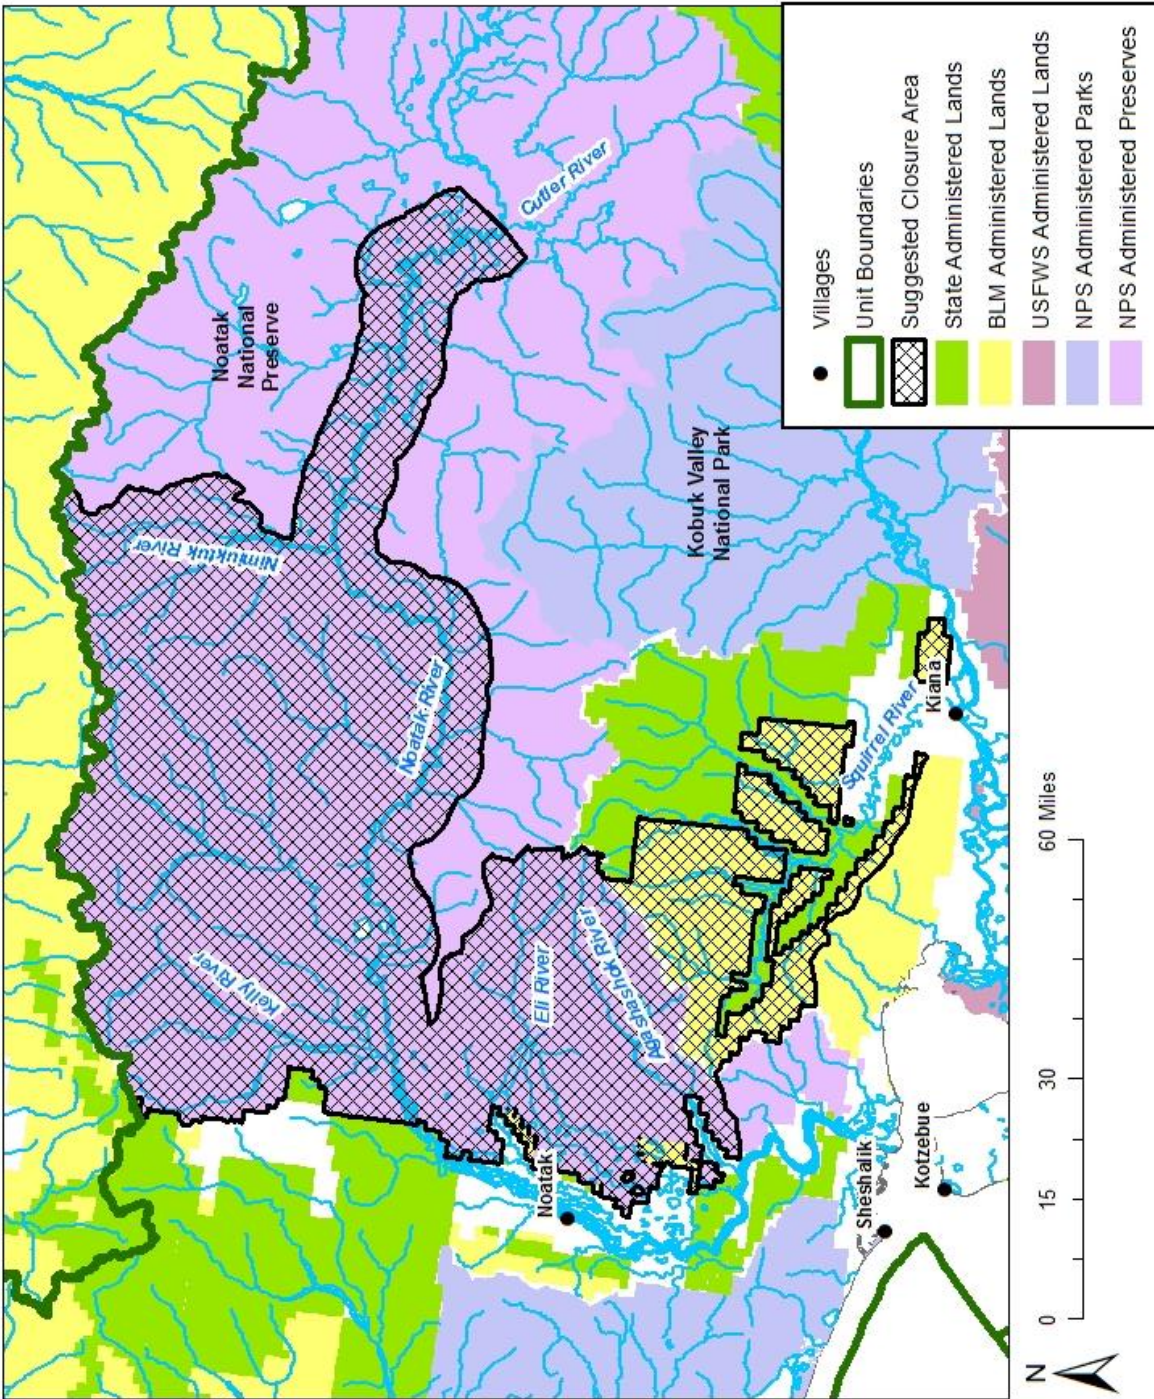 Noatak
National
Preserve
Cutler River
Nimiuktuk River
Kobuk Valley
National Park
Noatak River
Kelly River
Eli River
Agashashok River
Squirrel River
Kiana
Noatak
Sheshalik
Kotzebue
Villages
Unit Boundaries
Suggested Closure Area
State Administered Lands
BLM Administered Lands
USFWS Administered Lands
NPS Administered Parks
NPS Administered Preserves
N
0 15 30 60 Miles